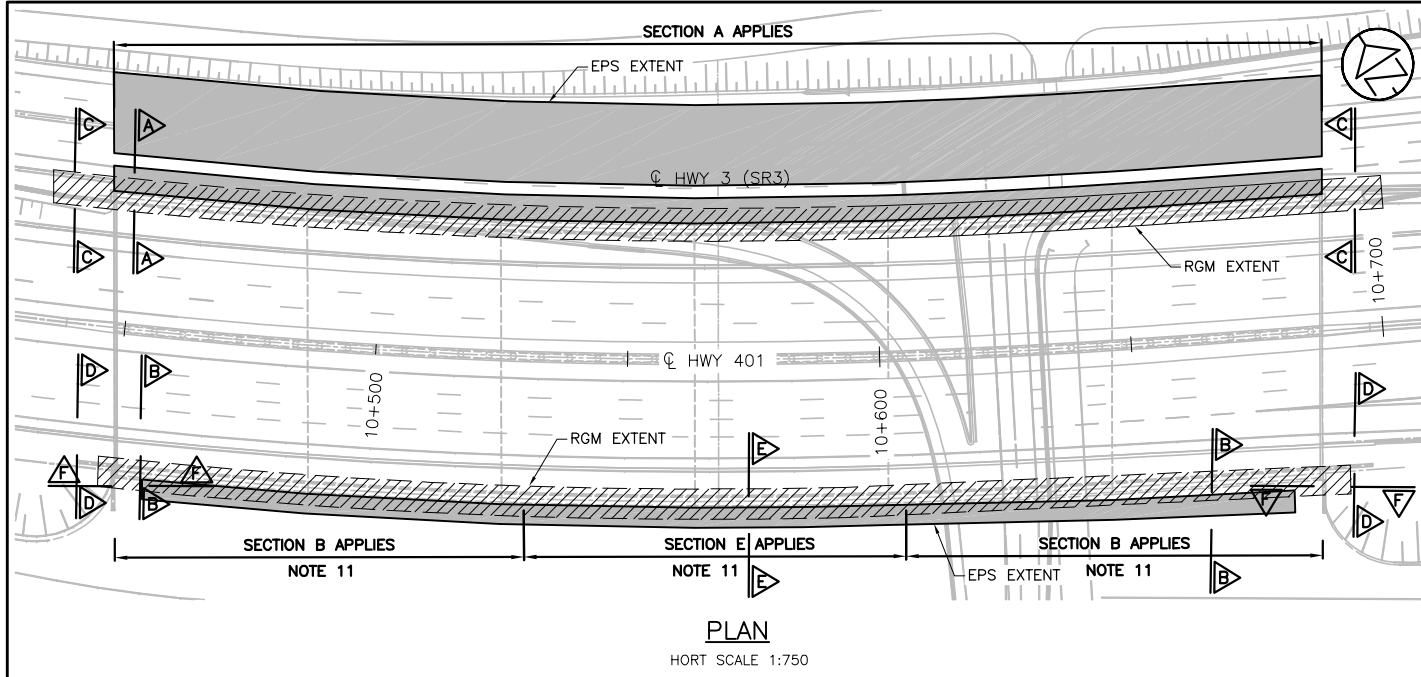 SECTION A APPLIES
EPS EXTENT
C
A
C
℄ HWY 3 (SR3)
C
A
C
RGM EXTENT
10+700
℄ HWY 401
D
B
D
10+500
10+600
RGM EXTENT
E
B
F
F
D
B
F
F
D
SECTION B APPLIES
NOTE 11
SECTION E APPLIES
NOTE 11
SECTION B APPLIES
NOTE 11
E
EPS EXTENT
B
PLAN
HORT SCALE 1:750